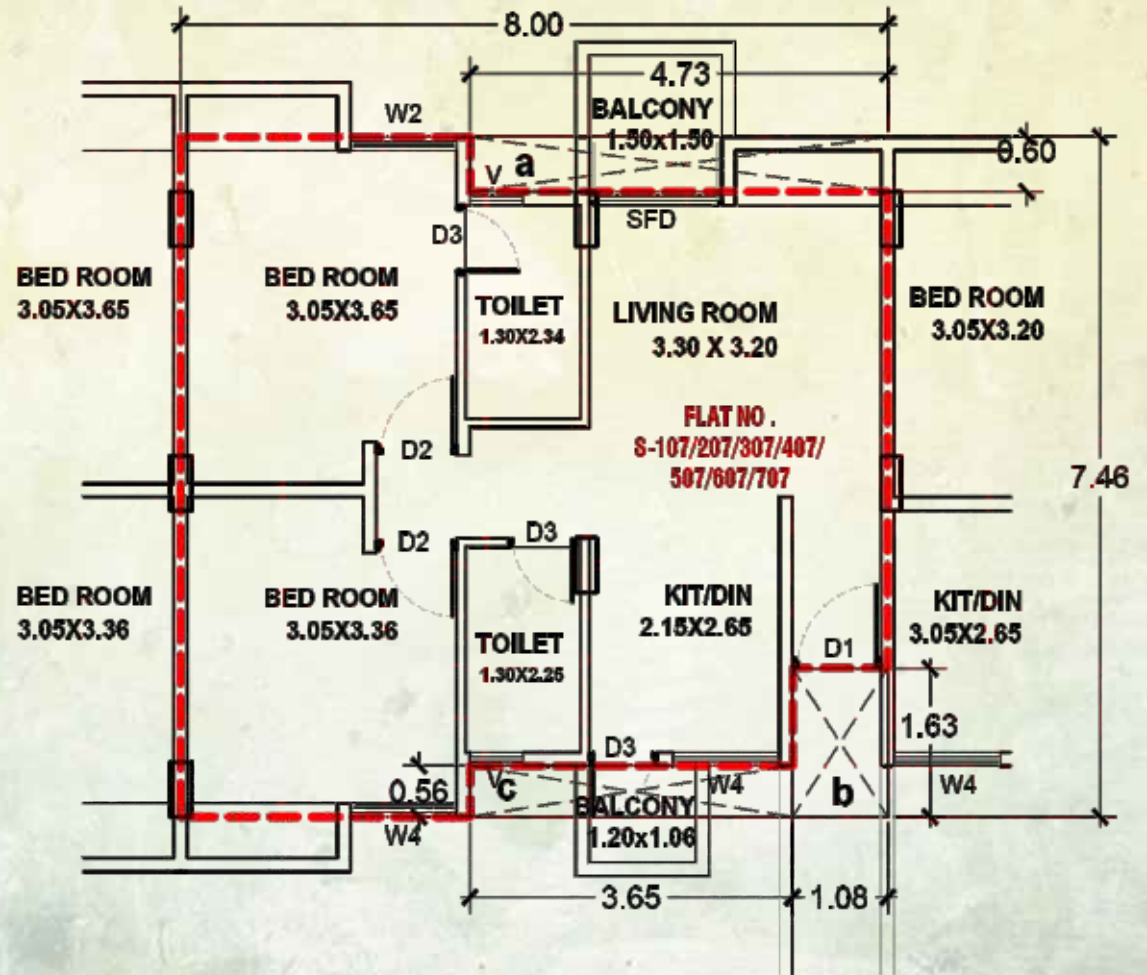 8.00
4.73
W2
BALCONY
1.50x1.50
0.60
a
V
SFD
D3
BED ROOM
3.05X3.65
BED ROOM
3.05X3.65
TOILET
1.30X2.34
LIVING ROOM
3.30 X 3.20
BED ROOM
3.05X3.20
FLAT NO .
S-107/207/307/407/
507/607/707
D2
7.46
D2
D3
BED ROOM
3.05X3.36
BED ROOM
3.05X3.36
TOILET
1.30X2.25
KIT/DIN
2.15X2.65
KIT/DIN
3.05X2.65
D1
1.63
D3
V
c
W4
b
W4
0.56
W4
BALCONY
1.20x1.06
3.65
1.08